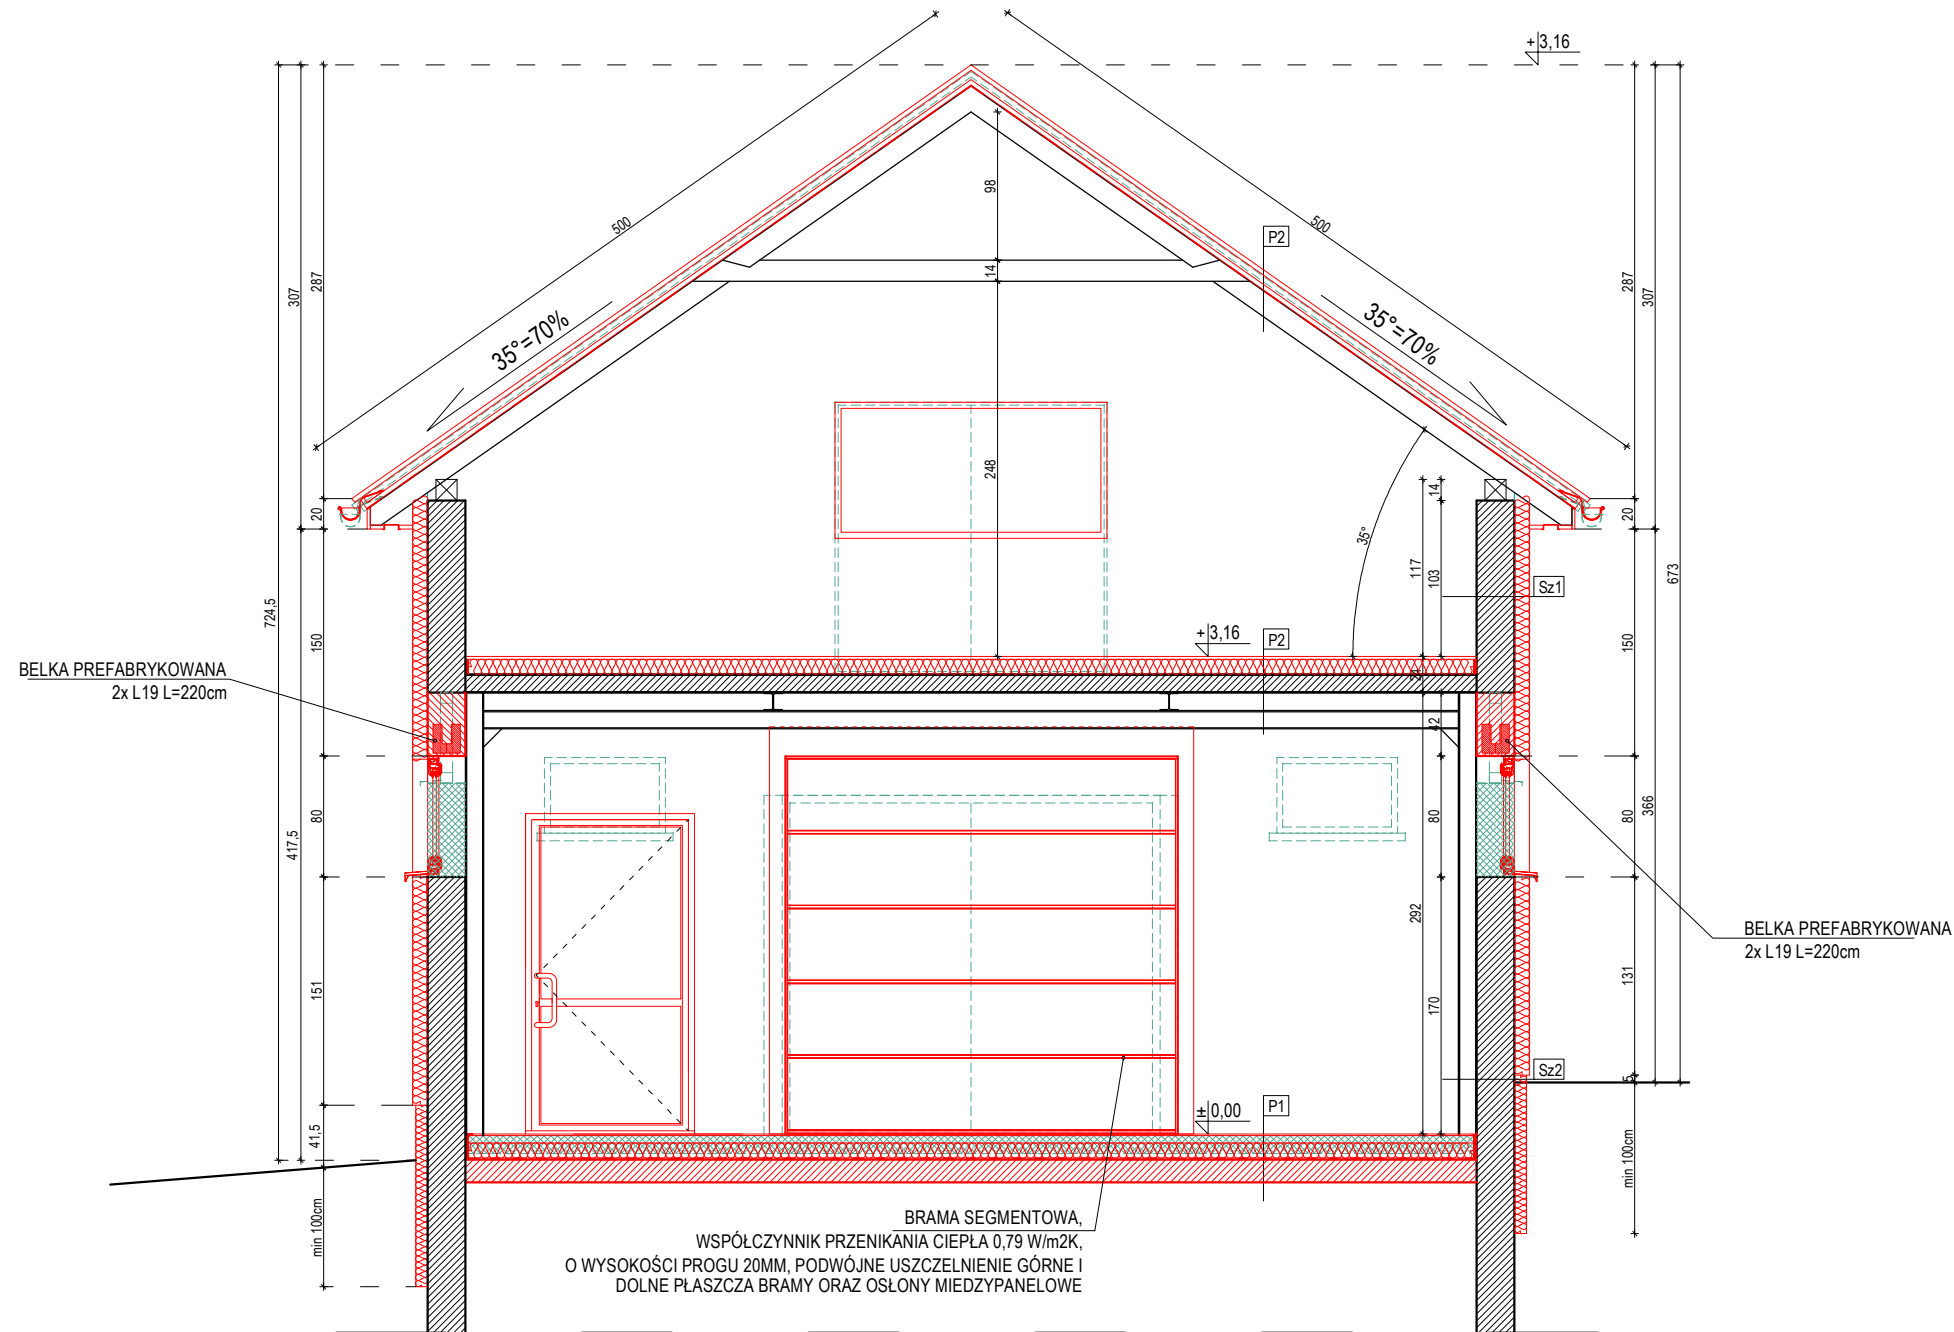 +3,16
500
500
98
P2
14
287
307
287
307
35°=70%
35°=70%
248
14
20
20
35°
117
103
Sz1
673
724,5
150
150
+3,16
P2
BELKA PREFABRYKOWANA
2x L19 L=220cm
42
80
80
80
366
417,5
292
BELKA PREFABRYKOWANA
2x L19 L=220cm
151
131
170
Sz2
5
±0,00
P1
41,5
min 100cm
min 100cm
BRAMA SEGMENTOWA,
WSPÓŁCZYNNIK PRZENIKANIA CIEPŁA 0,79 W/m2K,
O WYSOKOŚCI PROGU 20MM, PODWÓJNE USZCZELNIENIE GÓRNE I
DOLNE PŁASZCZA BRAMY ORAZ OSŁONY MIEDZYPANELOWE